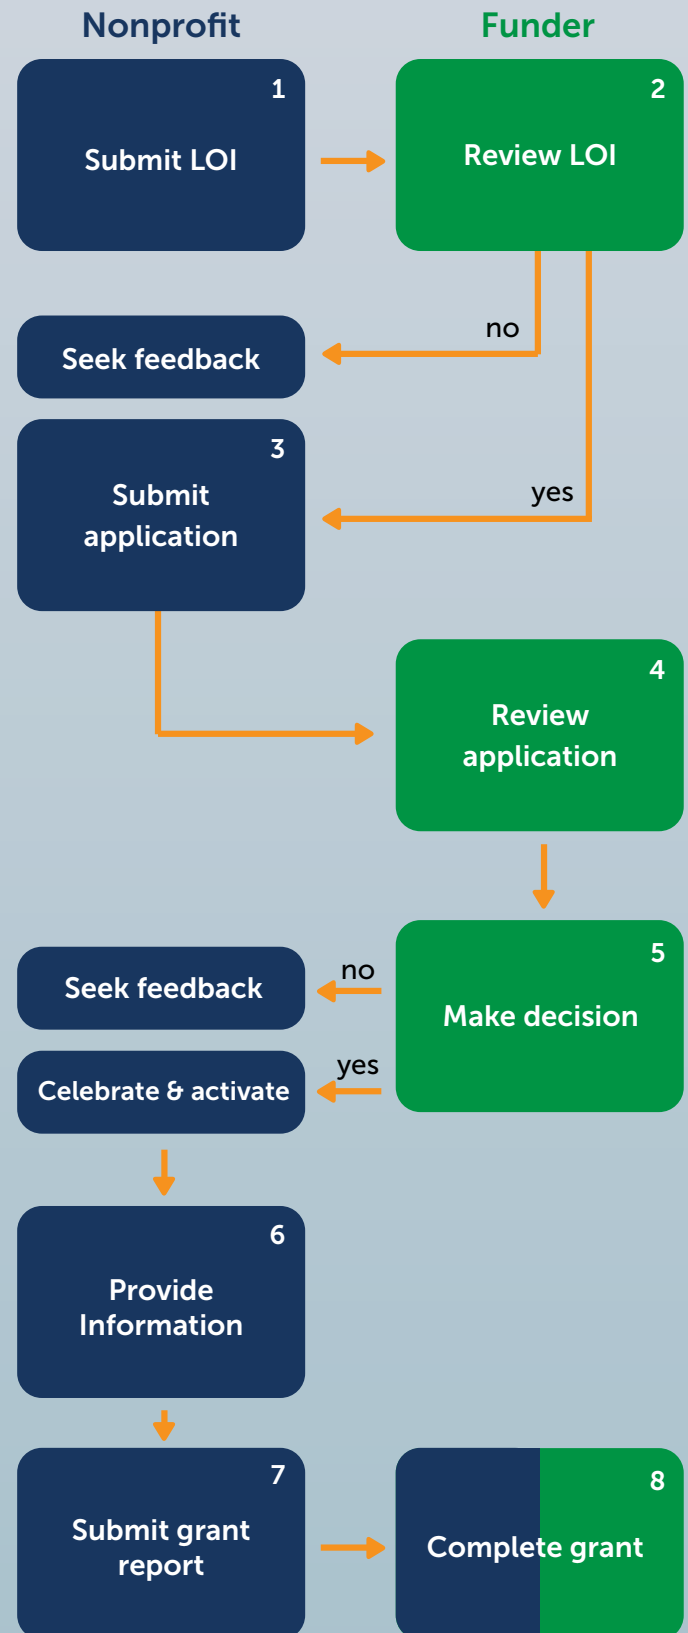 Nonprofit
Funder
1
Submit LOI
2
Review LOI
no
Seek feedback
yes
3
Submit
application
4
Review
application
5
Make decision
no
Seek feedback
yes
Celebrate & activate
6
Provide
Information
7
Submit grant
report
8
Complete grant